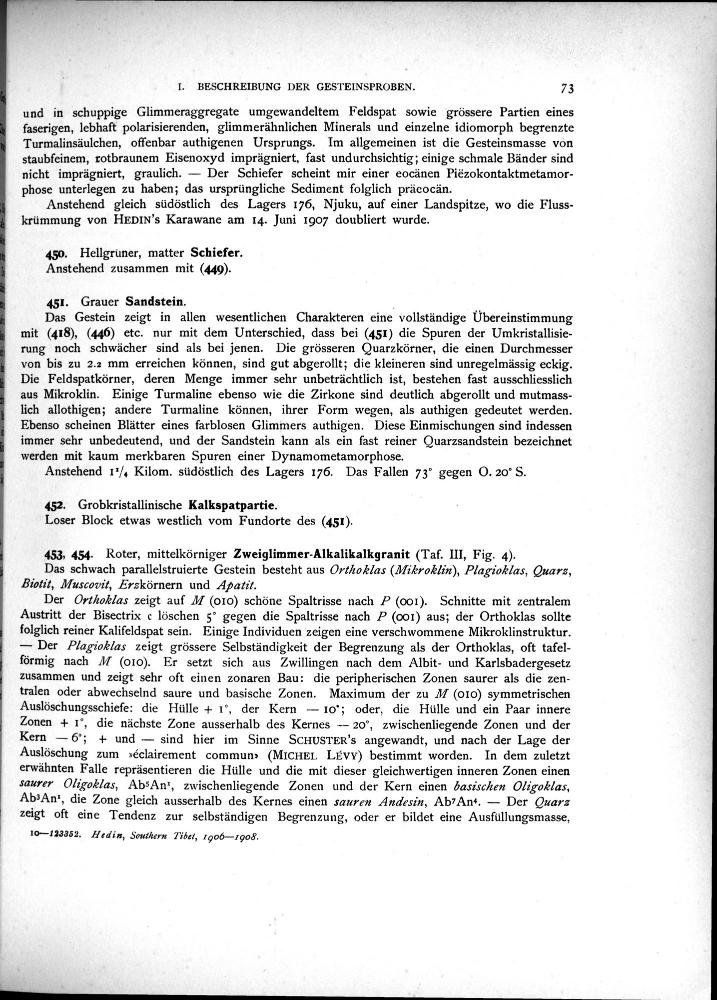 I. BESCHREIBUNG DER GESTEINSPROBEN. 73
und in schuppige Glimmeraggregate umgewandeltem Feldspat sowie grössere Partien eines
faserigen, lebhaft polarisierenden, glimmerähnlichen Minerals und einzelne idiomorph begrenzte
Turmalinsäulchen, offenbar authigenen Ursprungs. Im allgemeinen ist die Gesteinsmasse von
staubfeinem, rotbraunem Eisenoxyd imprägniert, fast undurchsichtig; einige schmale Bänder sind
nicht imprägniert, graulich. — Der Schiefer scheint mir einer eocänen Piëzokontaktmetamor-
phose unterlegen zu haben; das ursprüngliche Sediment folglich präeocän.
Anstehend gleich südöstlich des Lagers 176, Njuku, auf einer Landspitze, wo die Fluss-
krümmung von HEDIN's Karawane am 14. Juni 1907 doubliert wurde.
450. Hellgrüner, matter Schiefer.
Anstehend zusammen mit (449).
451. Grauer Sandstein.
Das Gestein zeigt in allen wesentlichen Charakteren eine vollständige Übereinstimmung
mit (418), (446) etc. nur mit dem Unterschied, dass bei (451) die Spuren der Umkristallisie-
rung noch schwächer sind als bei jenen. Die grösseren Quarzkörner, die einen Durchmesser
von bis zu 2.2 mm erreichen können, sind gut abgerollt; die kleineren sind unregelmässig eckig.
Die Feldspatkörner, deren Menge immer sehr unbeträchtlich ist, bestehen fast ausschliesslich
aus Mikroklin. Einige Turmaline ebenso wie die Zirkone sind deutlich abgerollt und mutmass-
lich allothigen; andere Turmaline können, ihrer Form wegen, als authigen gedeutet werden.
Ebenso scheinen Blätter eines farblosen Glimmers authigen. Diese Einmischungen sind indessen
immer sehr unbedeutend, und der Sandstein kann als ein fast reiner Quarzsandstein bezeichnet
werden mit kaum merkbaren Spuren einer Dynamometamorphose.
Anstehend 1¹/₄ Kilom. südöstlich des Lagers 176. Das Fallen 73° gegen O. 20° S.
452. Grobkristallinische Kalkspatpartie.
Loser Block etwas westlich vom Fundorte des (451).
453, 454. Roter, mittelkörniger Zweiglimmer-Alkalikalkgranit (Taf. III, Fig. 4).
Das schwach parallelstruierte Gestein besteht aus Orthoklas (Mikroklin), Plagioklas, Quarz,
Biotit, Muscovit, Erzkörnern und Apatit.
Der Orthoklas zeigt auf M (010) schöne Spaltrisse nach P (001). Schnitte mit zentralem
Austritt der Bisectrix c löschen 5° gegen die Spaltrisse nach P (001) aus; der Orthoklas sollte
folglich reiner Kalifeldspat sein. Einige Individuen zeigen eine verschwommene Mikroklinstruktur.
— Der Plagioklas zeigt grössere Selbständigkeit der Begrenzung als der Orthoklas, oft tafel-
förmig nach M (010). Er setzt sich aus Zwillingen nach dem Albit- und Karlsbadergesetz
zusammen und zeigt sehr oft einen zonaren Bau: die peripherischen Zonen saurer als die zen-
tralen oder abwechselnd saure und basische Zonen. Maximum der zu M (010) symmetrischen
Auslöschungsschiefe: die Hülle + 1°, der Kern — 10°; oder, die Hülle und ein Paar innere
Zonen + 1°, die nächste Zone ausserhalb des Kernes — 20°, zwischenliegende Zonen und der
Kern — 6°; + und — sind hier im Sinne SCHUSTER's angewandt, und nach der Lage der
Auslöschung zum »éclairement commun» (MICHEL LÉVY) bestimmt worden. In dem zuletzt
erwähnten Falle repräsentieren die Hülle und die mit dieser gleichwertigen inneren Zonen einen
saurer Oligoklas, Ab⁵An¹, zwischenliegende Zonen und der Kern einen basischen Oligoklas,
Ab³An¹, die Zone gleich ausserhalb des Kernes einen sauren Andesin, Ab⁷An⁴. — Der Quarz
zeigt oft eine Tendenz zur selbständigen Begrenzung, oder er bildet eine Ausfüllungsmasse,
10—123352. Hedin, Southern Tibet, 1906—1908.